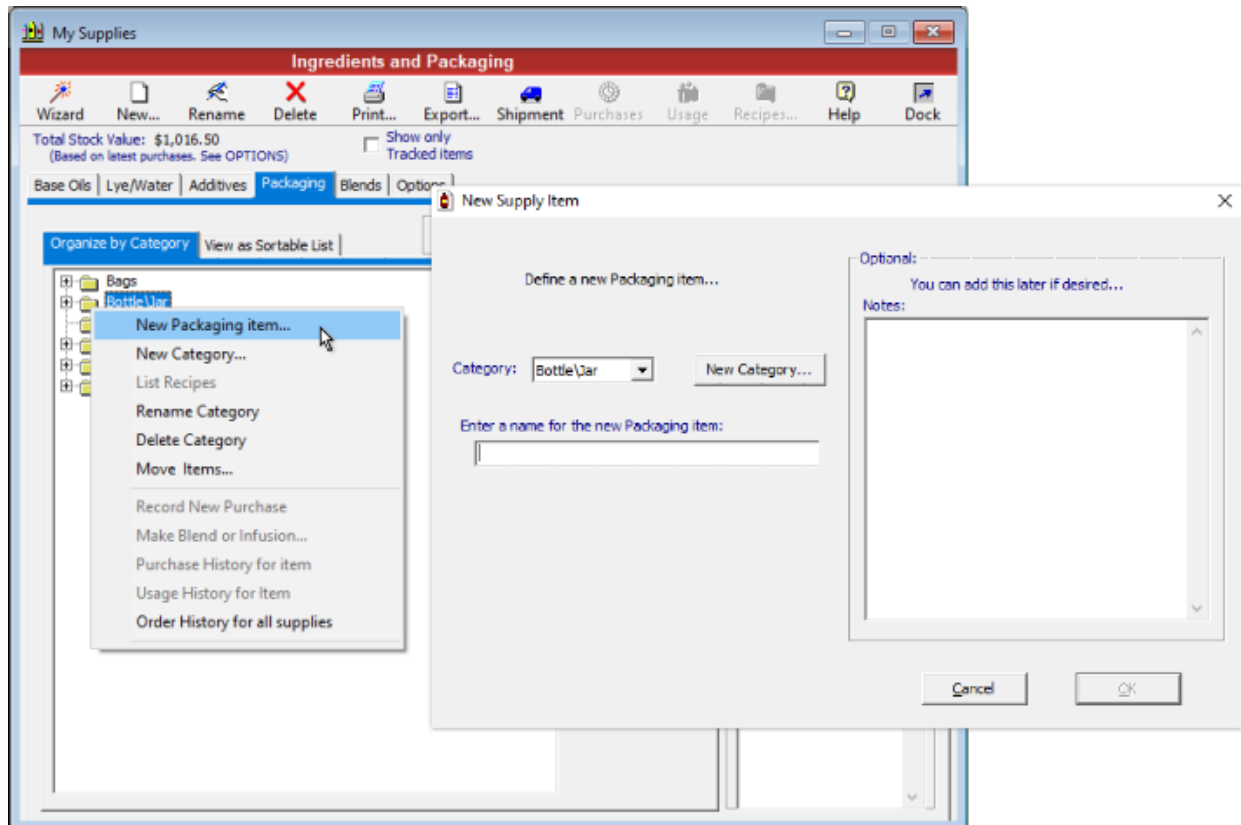 My Supplies
Ingredients and Packaging
Wizard New... Rename Delete Print... Export... Shipment Purchases Usage Recipes... Help Dock
Total Stock Value: $1,016.50
(Based on latest purchases. See OPTIONS)
Show only
Tracked items
Base Oils Lye/Water Additives Packaging Blends Options
Organize by Category View as Sortable List
Bags
Bottle\Jar
New Packaging item...
New Category...
List Recipes
Rename Category
Delete Category
Move Items...
Record New Purchase
Make Blend or Infusion...
Purchase History for item
Usage History for Item
Order History for all supplies
New Supply Item
Define a new Packaging item...
Category: Bottle\Jar New Category...
Enter a name for the new Packaging item:
Optional:
You can add this later if desired...
Notes:
Cancel OK